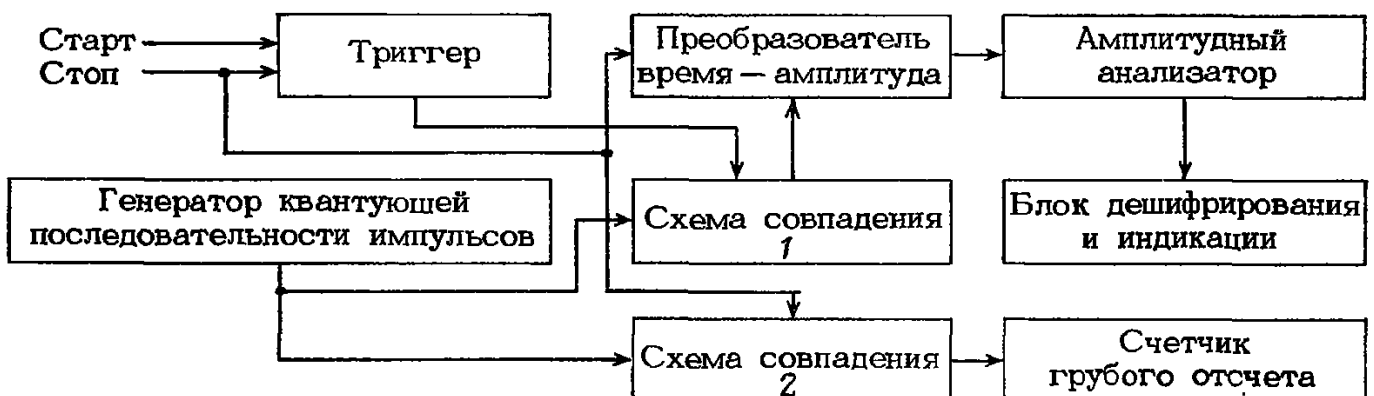 Старт
Стоп
Триггер
Преобразователь
время — амплитуда
Амплитудный
анализатор
Генератор квантующей
последовательности импульсов
Схема совпадения
1
Блок дешифрирования
и индикации
Схема совпадения
2
Счетчик
грубого отсчета